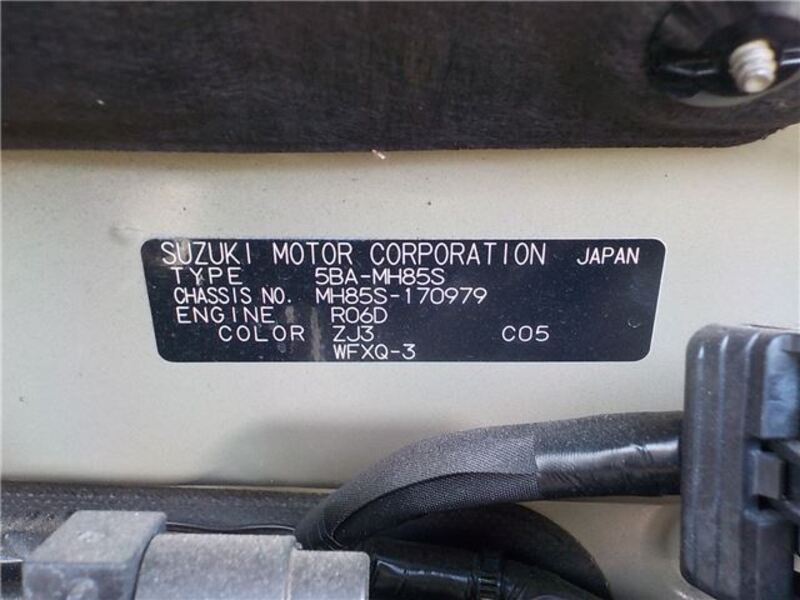 SUZUKI MOTOR CORPORATION JAPAN
TYPE 5BA-MH85S
CHASSIS NO. MH85S-170979
ENGINE R06D
COLOR ZJ3 C05
WFXQ-3